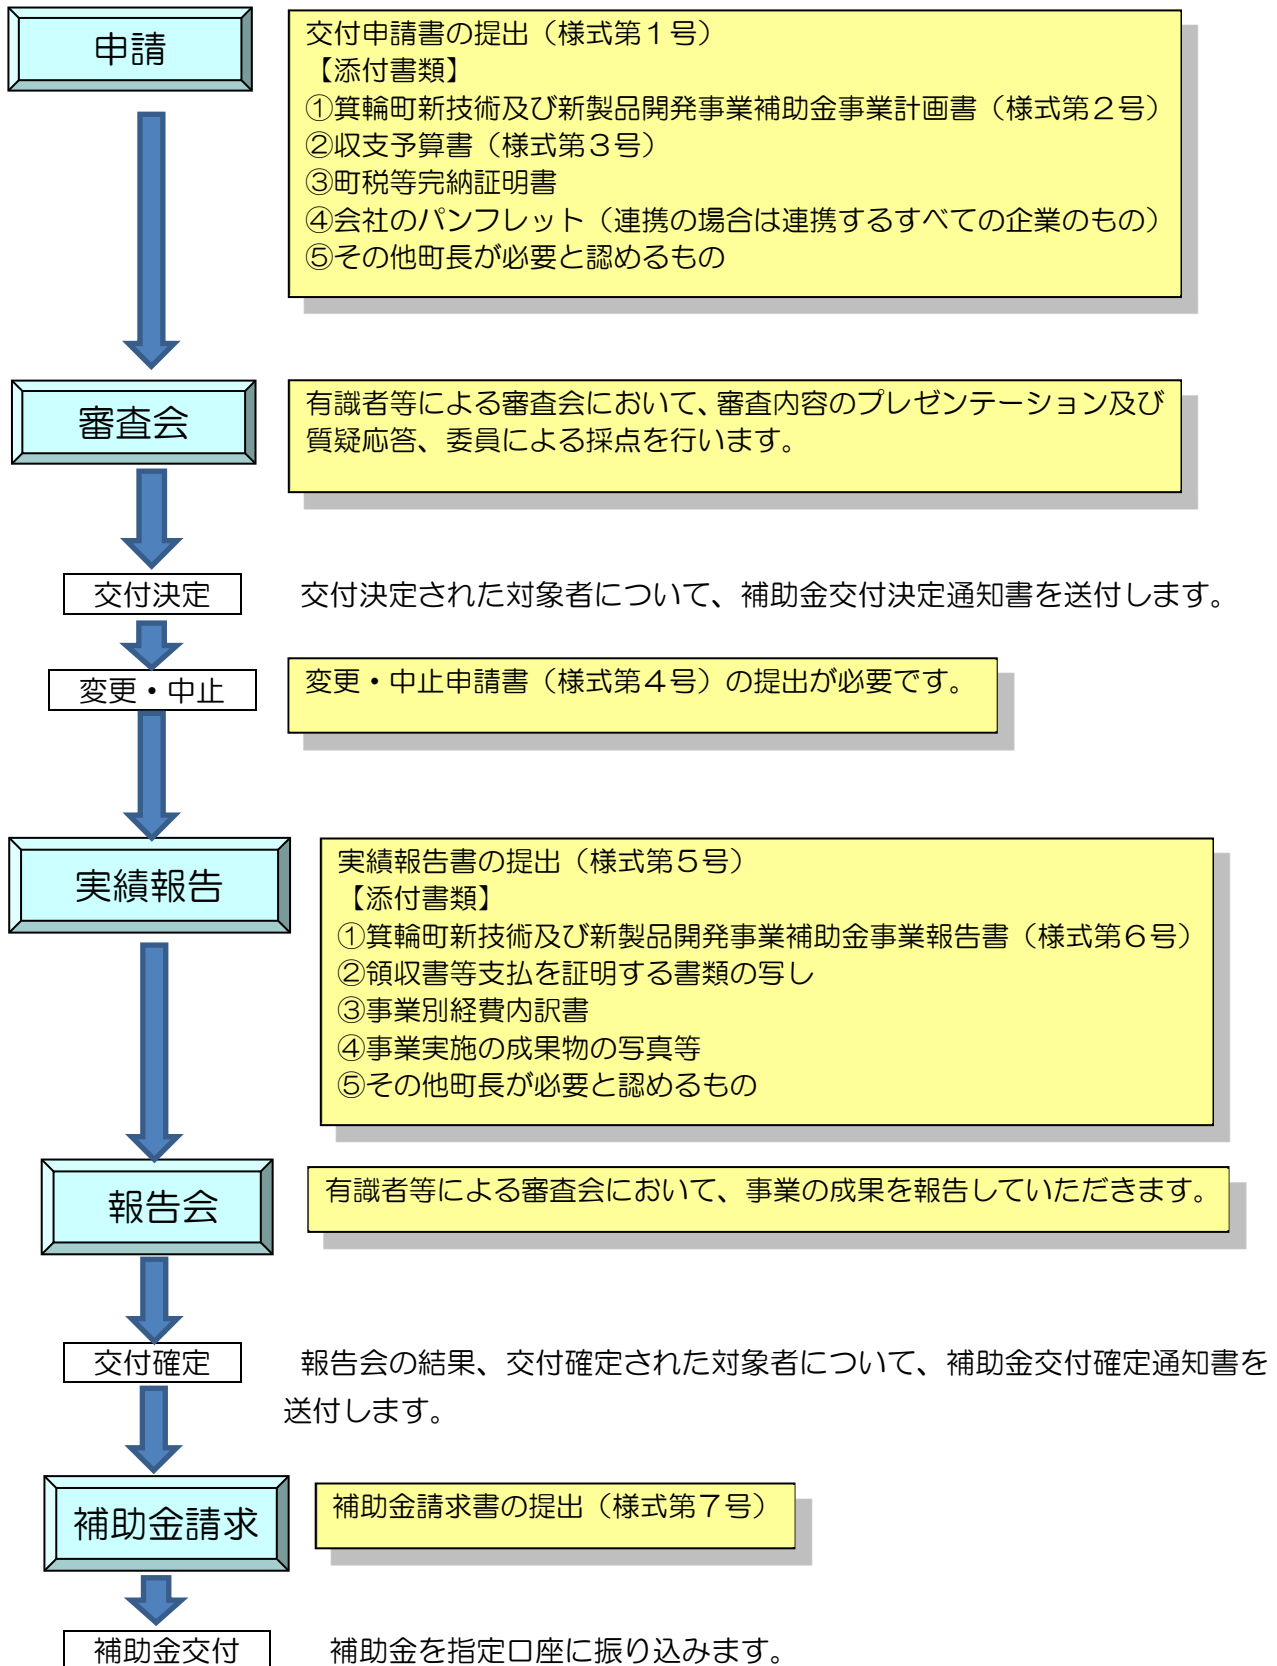 申請
交付申請書の提出（様式第１号）
【添付書類】
①箕輪町新技術及び新製品開発事業補助金事業計画書（様式第２号）
②収支予算書（様式第３号）
③町税等完納証明書
④会社のパンフレット（連携の場合は連携するすべての企業のもの）
⑤その他町長が必要と認めるもの
審査会
有識者等による審査会において、審査内容のプレゼンテーション及び
質疑応答、委員による採点を行います。
交付決定
交付決定された対象者について、補助金交付決定通知書を送付します。
変更・中止
変更・中止申請書（様式第４号）の提出が必要です。
実績報告
実績報告書の提出（様式第５号）
【添付書類】
①箕輪町新技術及び新製品開発事業補助金事業報告書（様式第６号）
②領収書等支払を証明する書類の写し
③事業別経費内訳書
④事業実施の成果物の写真等
⑤その他町長が必要と認めるもの
報告会
有識者等による審査会において、事業の成果を報告していただきます。
交付確定
報告会の結果、交付確定された対象者について、補助金交付確定通知書を
送付します。
補助金請求
補助金請求書の提出（様式第７号）
補助金交付
補助金を指定口座に振り込みます。